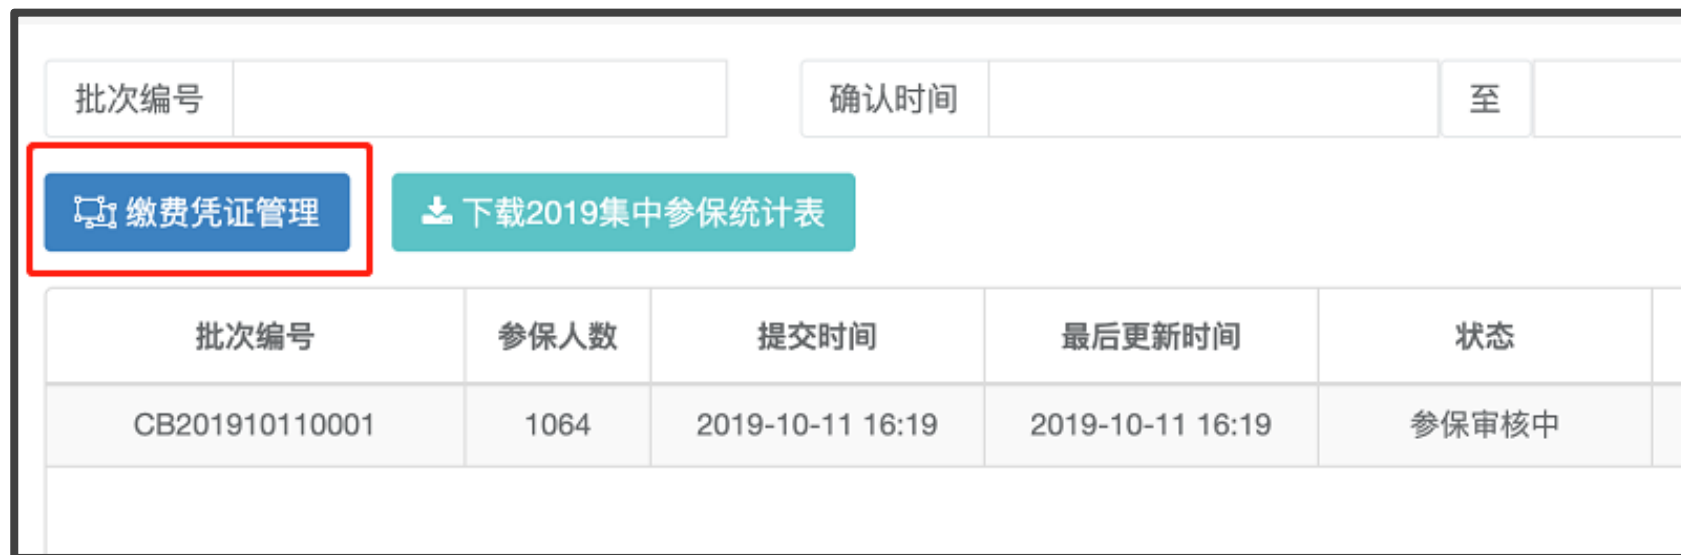 批次编号 确认时间 至
缴费凭证管理 下载2019集中参保统计表
批次编号 参保人数 提交时间 最后更新时间 状态
CB201910110001 1064 2019-10-11 16:19 2019-10-11 16:19 参保审核中